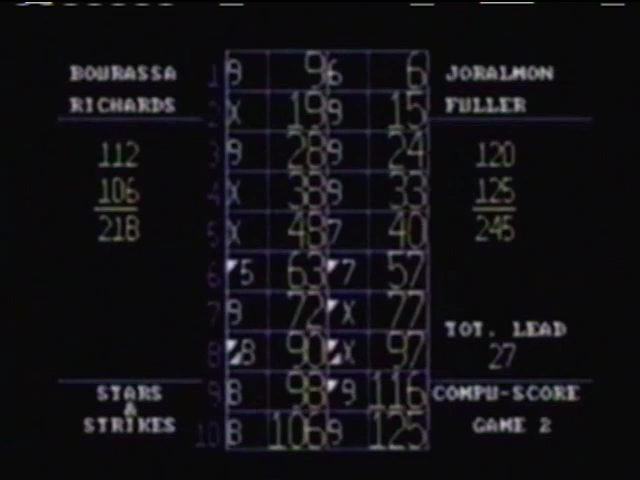 BOURASSA
RICHARDS
112
106
218
STARS
&
STRIKES
1 9 9 6 6
2 X 19 9 15
3 9 28 9 24
4 X 38 9 33
5 X 48 7 40
6 5 63 7 57
7 9 72 X 77
8 8 90 X 97
9 8 98 9 116
10 8 106 9 125
JORALMON
FULLER
120
125
245
TOT. LEAD
27
COMPU-SCORE
GAME 2